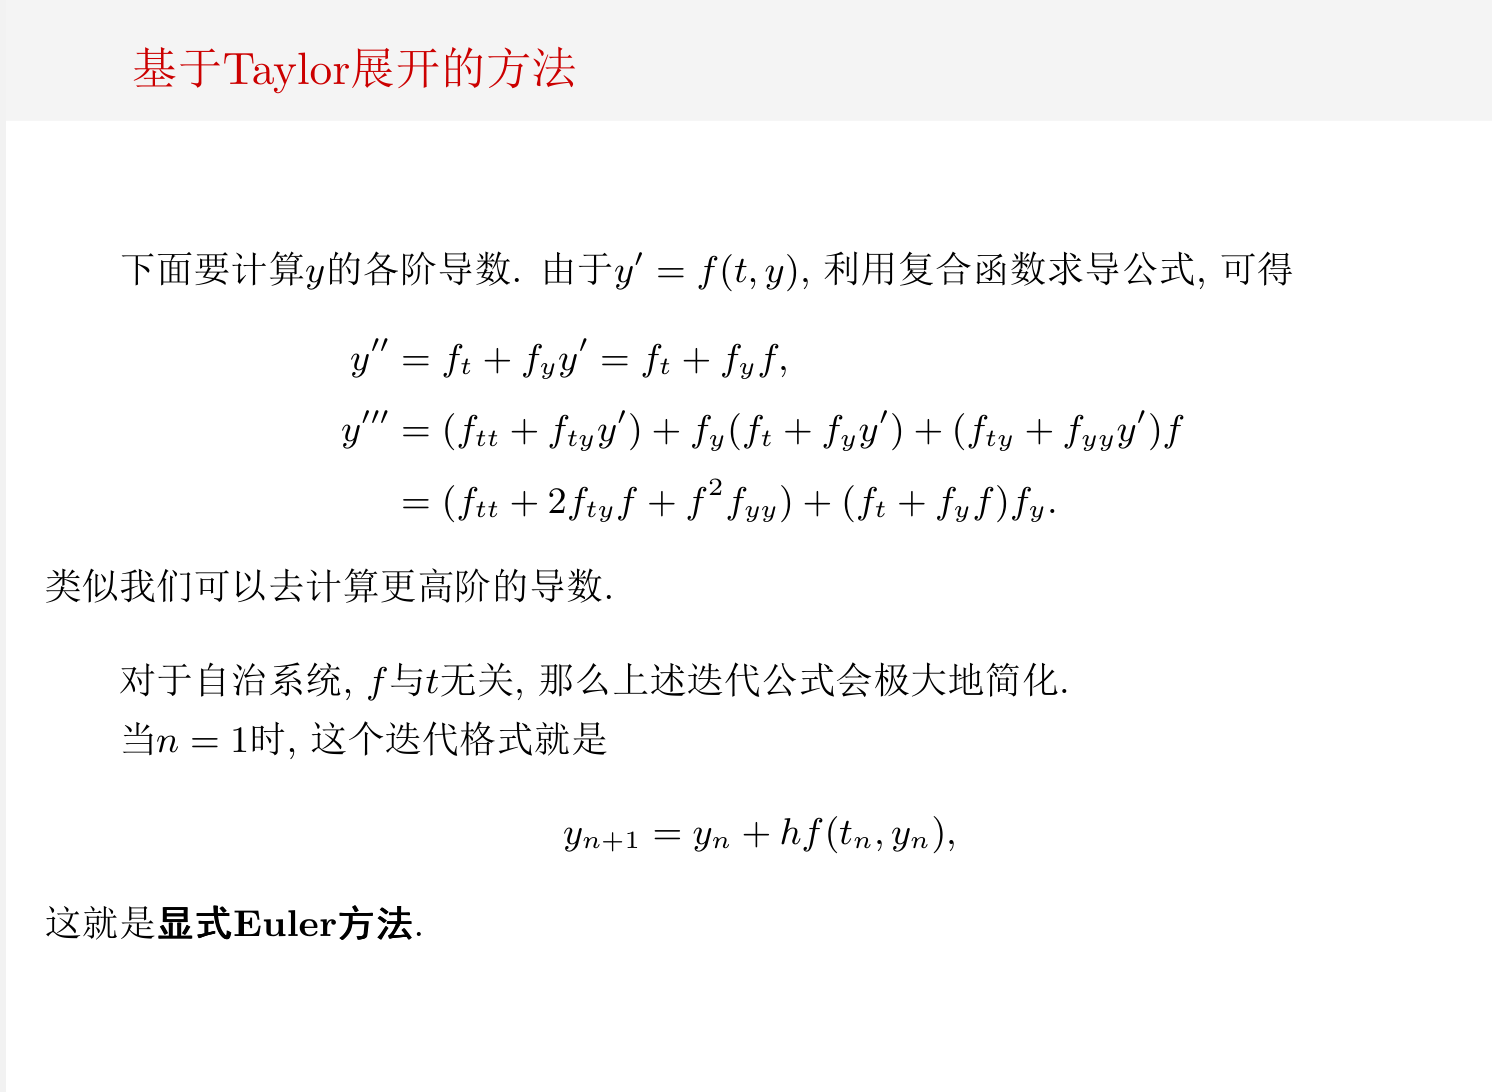 基于Taylor展开的方法
下面要计算y的各阶导数. 由于y′ = f(t, y), 利用复合函数求导公式, 可得
y″ = f_t + f_y y′ = f_t + f_y f,
y‴ = (f_{tt} + f_{ty} y′) + f_y(f_t + f_y y′) + (f_{ty} + f_{yy} y′)f
= (f_{tt} + 2f_{ty} f + f² f_{yy}) + (f_t + f_y f)f_y.
类似我们可以去计算更高阶的导数.
对于自治系统, f与t无关, 那么上述迭代公式会极大地简化.
当n = 1时, 这个迭代格式就是
y_{n+1} = y_n + hf(t_n, y_n),
这就是显式Euler方法.